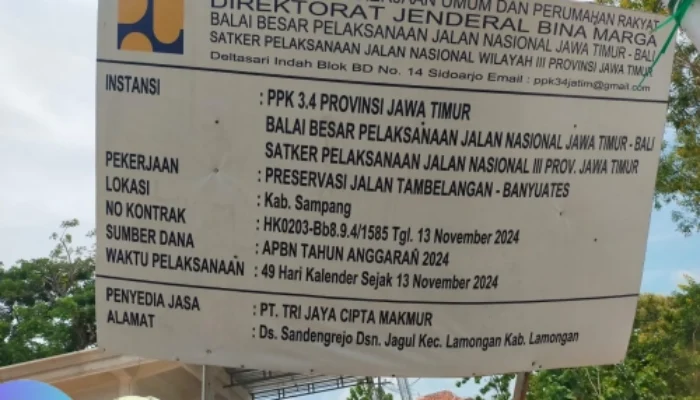 UMUM DAN PERUMAHAN RAKYAT
DIREKTORAT JENDERAL BINA MARGA
BALAI BESAR PELAKSANAAN JALAN NASIONAL JAWA TIMUR - BALI
SATKER PELAKSANAAN JALAN NASIONAL WILAYAH III PROVINSI JAWA TIMUR
Deltasari Indah Blok BD No. 14 Sidoarjo Email : ppk34jatim@gmail.com
INSTANSI : PPK 3.4 PROVINSI JAWA TIMUR
BALAI BESAR PELAKSANAAN JALAN NASIONAL JAWA TIMUR - BALI
SATKER PELAKSANAAN JALAN NASIONAL III PROV. JAWA TIMUR
PEKERJAAN : PRESERVASI JALAN TAMBELANGAN - BANYUATES
LOKASI : Kab. Sampang
NO KONTRAK : HK0203-Bb8.9.4/1585 Tgl. 13 November 2024
SUMBER DANA : APBN TAHUN ANGGARAN 2024
WAKTU PELAKSANAAN : 49 Hari Kalender Sejak 13 November 2024
PENYEDIA JASA : PT. TRI JAYA CIPTA MAKMUR
ALAMAT : Ds. Sandengrejo Dsn. Jagul Kec. Lamongan Kab. Lamongan